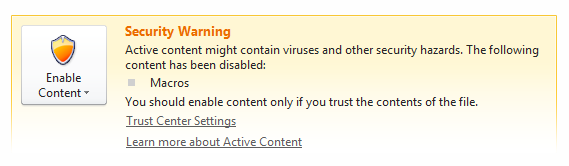 Security Warning
Active content might contain viruses and other security hazards. The following
content has been disabled:
Macros
You should enable content only if you trust the contents of the file.
Trust Center Settings
Learn more about Active Content
Enable
Content